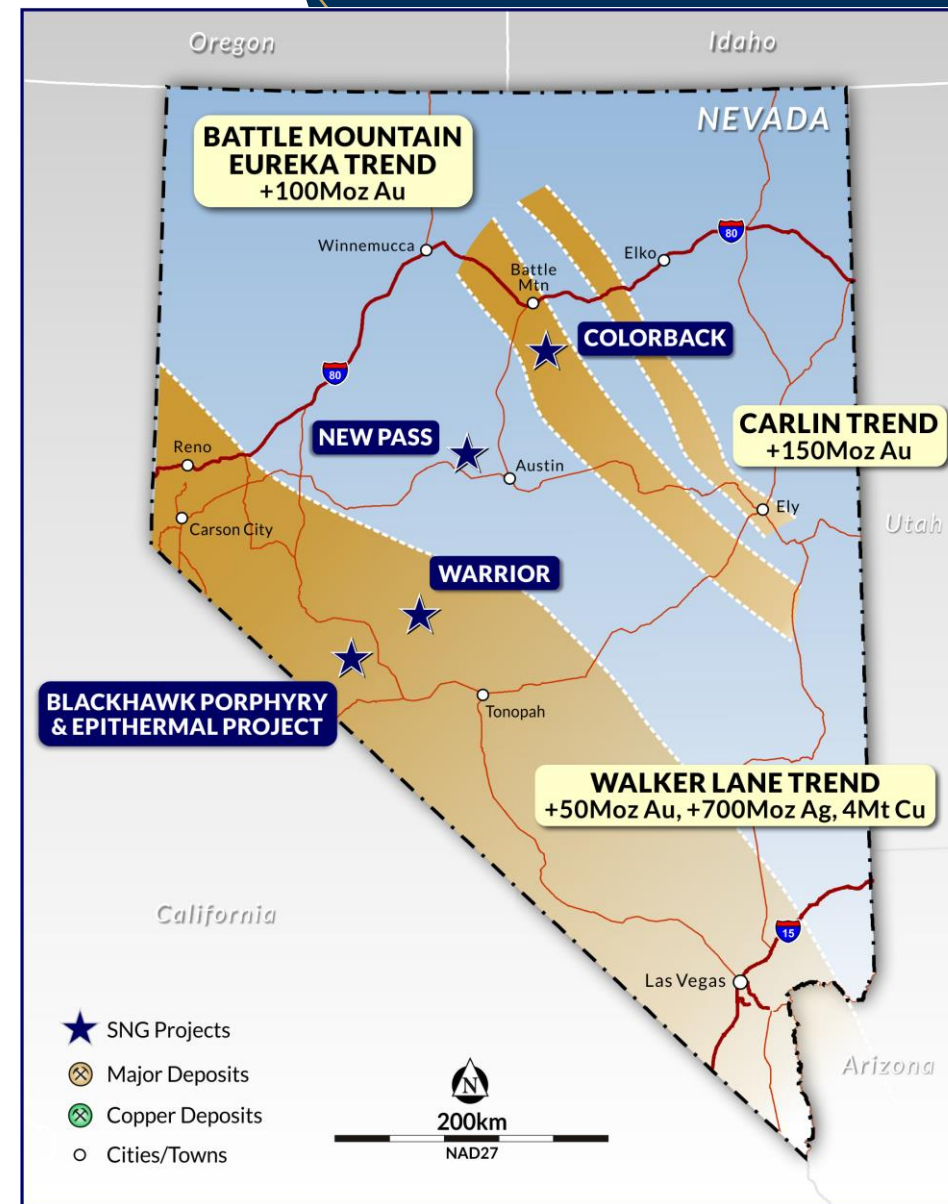 Oregon
Idaho
NEVADA
BATTLE MOUNTAIN
EUREKA TREND
+100Moz Au
Winnemucca
80
Elko
Battle
Mtn
COLORBACK
80
CARLIN TREND
+150Moz Au
NEW PASS
Reno
Austin
Ely
Carson City
Utah
WARRIOR
BLACKHAWK PORPHYRY
& EPITHERMAL PROJECT
Tonopah
WALKER LANE TREND
+50Moz Au, +700Moz Ag, 4Mt Cu
California
15
Las Vegas
Arizona
SNG Projects
Major Deposits
Copper Deposits
Cities/Towns
N
200km
NAD27